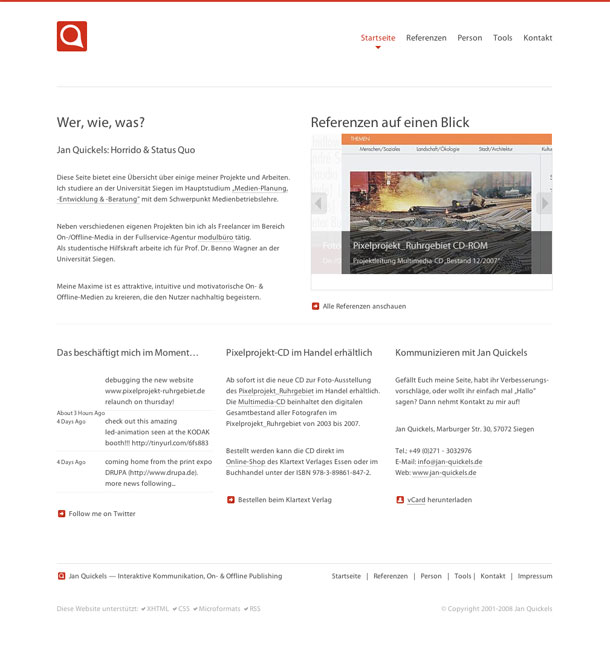 Startseite Referenzen Person Tools Kontakt
Wer, wie, was?
Jan Quickels: Horrido & Status Quo
Diese Seite bietet eine Übersicht über einige meiner Projekte und Arbeiten.
Ich studiere an der Universität Siegen im Hauptstudium „Medien-Planung,
-Entwicklung & -Beratung“ mit dem Schwerpunkt Medienbetriebslehre.
Neben verschiedenen eigenen Projekten bin ich als Freelancer im Bereich
On-/Offline-Media in der Fullservice-Agentur modulbüro tätig.
Als studentische Hilfskraft arbeite ich für Prof. Dr. Benno Wagner an der
Universität Siegen.
Meine Maxime ist es attraktive, intuitive und motivatorische On- &
Offline-Medien zu kreieren, die den Nutzer nachhaltig begeistern.
Referenzen auf einen Blick
THEMEN
Menschen/Soziales Landschaft/Ökologie Stadt/Architektur Kultu
Pixelprojekt_Ruhrgebiet CD-ROM
Projektleitung Multimedia CD „Bestand 12/2007“
Alle Referenzen anschauen
Das beschäftigt mich im Moment…
debugging the new website
www.pixelprojekt-ruhrgebiet.de
relaunch on thursday!
About 3 Hours Ago
4 Days Ago check out this amazing
led-animation seen at the KODAK
booth!!! http://tinyurl.com/6fs883
4 Days Ago coming home from the print expo
DRUPA (http://www.drupa.de).
more news following...
Follow me on Twitter
Pixelprojekt-CD im Handel erhältlich
Ab sofort ist die neue CD zur Foto-Ausstellung
des Pixelprojekt_Ruhrgebiet im Handel erhältlich.
Die Multimedia-CD beinhaltet den digitalen
Gesamtbestand aller Fotografen im
Pixelprojekt_Ruhrgebiet von 2003 bis 2007.
Bestellt werden kann die CD direkt im
Online-Shop des Klartext Verlages Essen oder im
Buchhandel unter der ISBN 978-3-89861-847-2.
Bestellen beim Klartext Verlag
Kommunizieren mit Jan Quickels
Gefällt Euch meine Seite, habt ihr Verbesserungs-
vorschläge, oder wollt ihr einfach mal „Hallo“
sagen? Dann nehmt Kontakt zu mir auf!
Jan Quickels, Marburger Str. 30, 57072 Siegen
Tel.: +49 (0)271 - 3032976
E-Mail: info@jan-quickels.de
Web: www.jan-quickels.de
vCard herunterladen
Jan Quickels — Interaktive Kommunikation, On- & Offline Publishing
Startseite | Referenzen | Person | Tools | Kontakt | Impressum
Diese Website unterstützt: XHTML CSS Microformats RSS
© Copyright 2001-2008 Jan Quickels